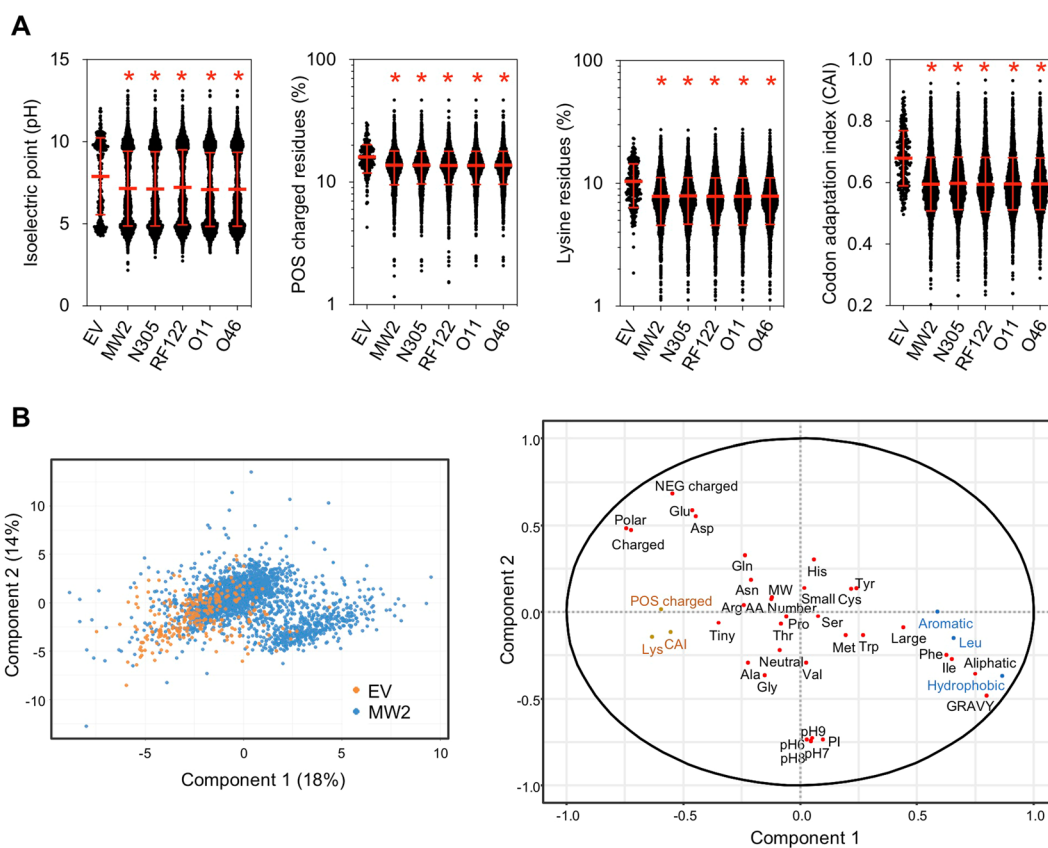 A
Isoelectric point (pH)
15
10
5
0
* * * * *
EV
MW2
N305
RF122
O11
O46
POS charged residues (%)
100
10
1
* * * * *
EV
MW2
N305
RF122
O11
O46
Lysine residues (%)
100
10
1
* * * * *
EV
MW2
N305
RF122
O11
O46
Codon adaptation index (CAI)
1.0
0.8
0.6
0.4
0.2
* * * * *
EV
MW2
N305
RF122
O11
O46
B
Component 2 (14%)
10
5
0
-5
-10
EV
MW2
-5
0
5
10
Component 1 (18%)
Component 2
1.0
0.5
0.0
-0.5
-1.0
NEG charged
Glu
Polar
Asp
Charged
Gln
His
Asn
MW
Tyr
POS charged
Small
Cys
Arg
AA Number
Aromatic
Tiny
Pro
Ser
Thr
Large
Lys
CAI
Met
Trp
Leu
Phe
Neutral
Aliphatic
Ile
Ala
Val
Gly
Hydrophobic
GRAVY
pH9
pH6
PI
pH7
pH8
-1.0
-0.5
0.0
0.5
1.0
Component 1